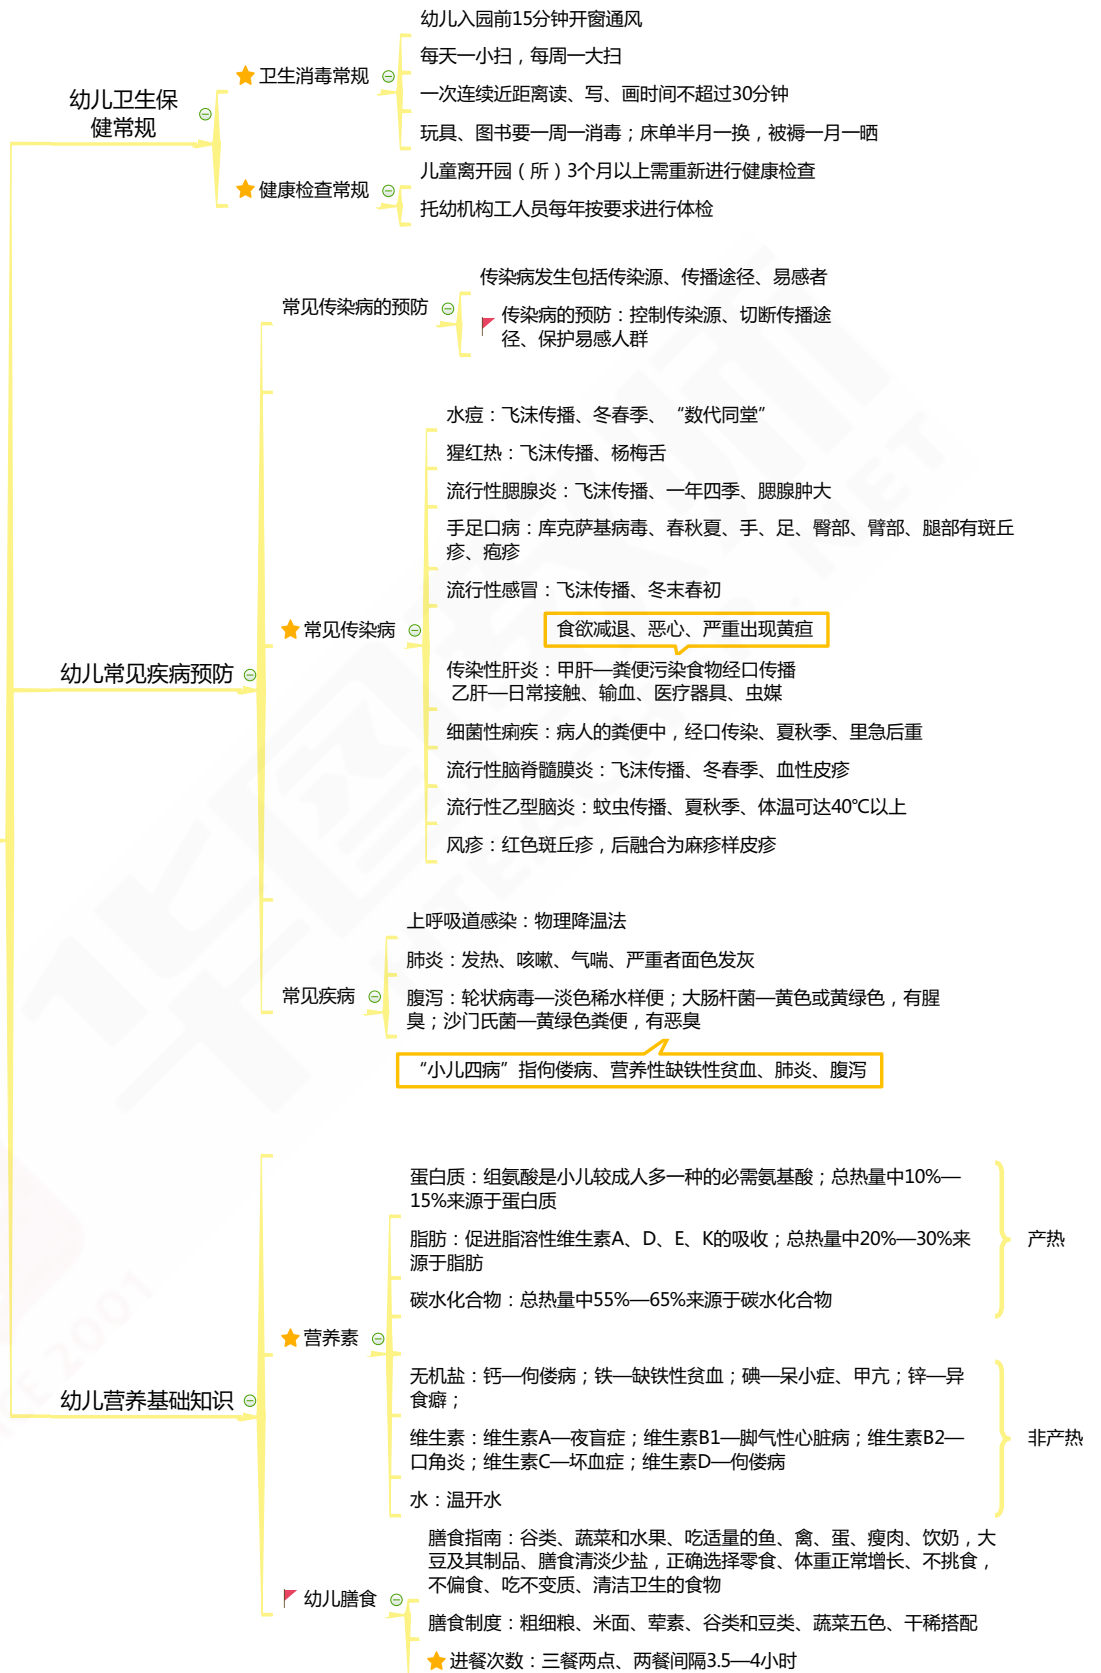 幼儿入园前15分钟开窗通风
每天一小扫，每周一大扫
卫生消毒常规
一次连续近距离读、写、画时间不超过30分钟
幼儿卫生保
健常规
玩具、图书要一周一消毒；床单半月一换，被褥一月一晒
儿童离开园（所）3个月以上需重新进行健康检查
健康检查常规
托幼机构工人员每年按要求进行体检
传染病发生包括传染源、传播途径、易感者
常见传染病的预防
传染病的预防：控制传染源、切断传播途
径、保护易感人群
水痘：飞沫传播、冬春季、“数代同堂”
猩红热：飞沫传播、杨梅舌
流行性腮腺炎：飞沫传播、一年四季、腮腺肿大
手足口病：库克萨基病毒、春秋夏、手、足、臀部、臂部、腿部有斑丘
疹、疱疹
流行性感冒：飞沫传播、冬末春初
常见传染病
食欲减退、恶心、严重出现黄疸
幼儿常见疾病预防
传染性肝炎：甲肝—粪便污染食物经口传播
乙肝—日常接触、输血、医疗器具、虫媒
细菌性痢疾：病人的粪便中，经口传染、夏秋季、里急后重
流行性脑脊髓膜炎：飞沫传播、冬春季、血性皮疹
流行性乙型脑炎：蚊虫传播、夏秋季、体温可达40℃以上
风疹：红色斑丘疹，后融合为麻疹样皮疹
上呼吸道感染：物理降温法
肺炎：发热、咳嗽、气喘、严重者面色发灰
常见疾病
腹泻：轮状病毒—淡色稀水样便；大肠杆菌—黄色或黄绿色，有腥
臭；沙门氏菌—黄绿色粪便，有恶臭
“小儿四病”指佝偻病、营养性缺铁性贫血、肺炎、腹泻
蛋白质：组氨酸是小儿较成人多一种的必需氨基酸；总热量中10%—
15%来源于蛋白质
脂肪：促进脂溶性维生素A、D、E、K的吸收；总热量中20%—30%来
源于脂肪
产热
碳水化合物：总热量中55%—65%来源于碳水化合物
营养素
无机盐：钙—佝偻病；铁—缺铁性贫血；碘—呆小症、甲亢；锌—异
食癖；
幼儿营养基础知识
维生素：维生素A—夜盲症；维生素B1—脚气性心脏病；维生素B2—
口角炎；维生素C—坏血症；维生素D—佝偻病
非产热
水：温开水
膳食指南：谷类、蔬菜和水果、吃适量的鱼、禽、蛋、瘦肉、饮奶，大
豆及其制品、膳食清淡少盐，正确选择零食、体重正常增长、不挑食，
不偏食、吃不变质、清洁卫生的食物
幼儿膳食
膳食制度：粗细粮、米面、荤素、谷类和豆类、蔬菜五色、干稀搭配
进餐次数：三餐两点、两餐间隔3.5—4小时